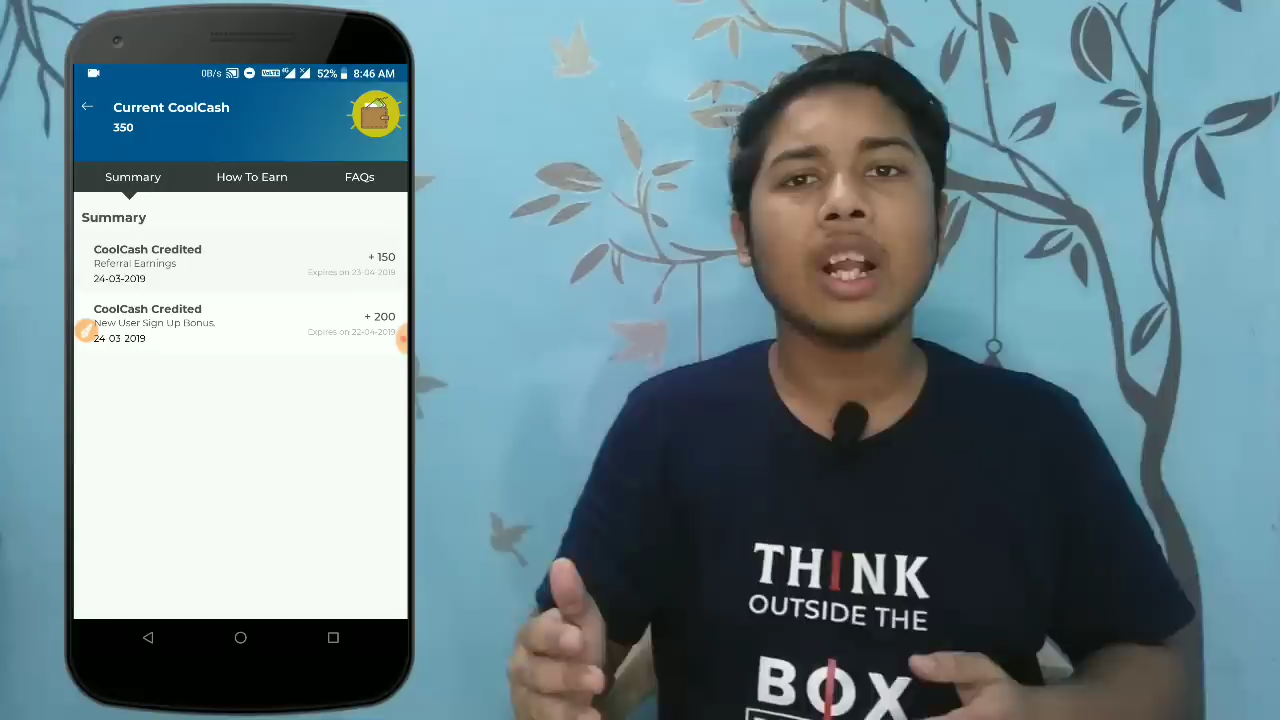 0B/s VoLTE 4G 52% 8:46 AM
Current CoolCash
350
Summary How To Earn FAQs
Summary
CoolCash Credited
Referral Earnings
24-03-2019
+ 150
Expires on 23-04-2019
CoolCash Credited
New User Sign Up Bonus.
24-03-2019
+ 200
Expires on 22-04-2019
THINK
OUTSIDE THE
BOX